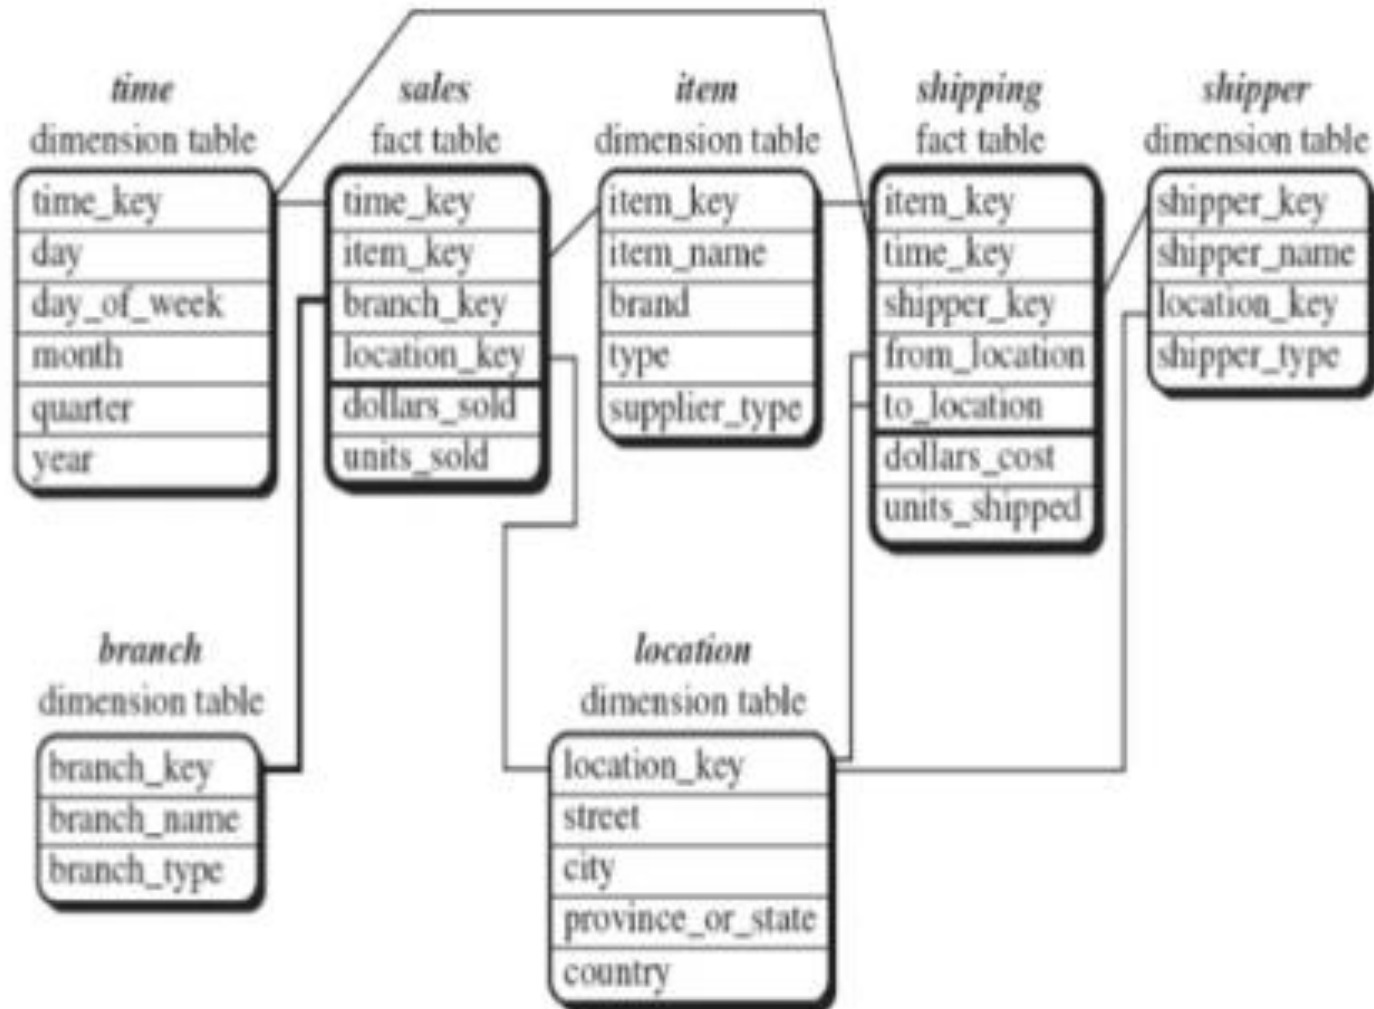 time
dimension table
time_key
day
day_of_week
month
quarter
year
sales
fact table
time_key
item_key
branch_key
location_key
dollars_sold
units_sold
item
dimension table
item_key
item_name
brand
type
supplier_type
shipping
fact table
item_key
time_key
shipper_key
from_location
to_location
dollars_cost
units_shipped
shipper
dimension table
shipper_key
shipper_name
location_key
shipper_type
branch
dimension table
branch_key
branch_name
branch_type
location
dimension table
location_key
street
city
province_or_state
country